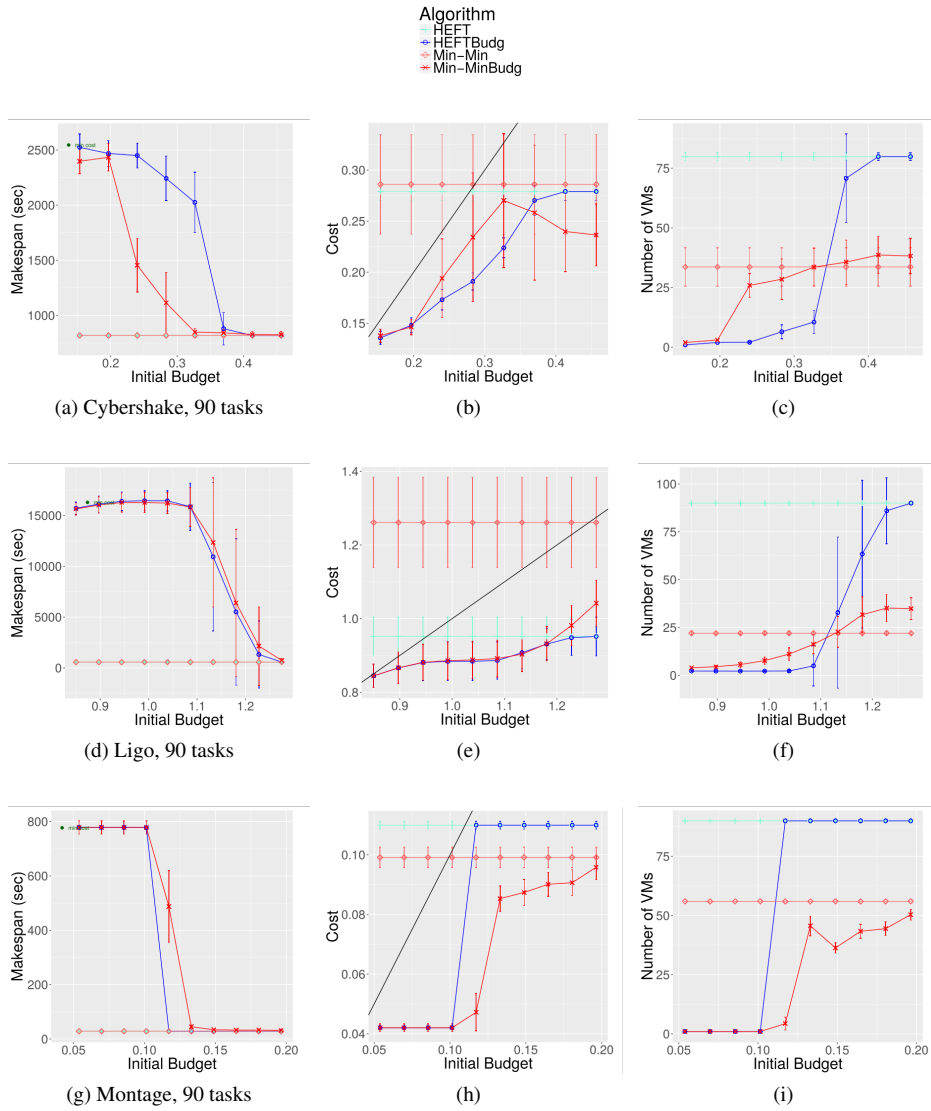 Algorithm
HEFT
HEFTBudg
Min−Min
Min−MinBudg
2500
2000
1500
1000
0.2
0.3
0.4
Makespan (sec)
Initial Budget
(a) Cybershake, 90 tasks
0.30
0.25
0.20
0.15
0.2
0.3
0.4
Cost
Initial Budget
(b)
75
50
25
0
0.2
0.3
0.4
Number of VMs
Initial Budget
(c)
15000
10000
5000
0
0.9
1.0
1.1
1.2
Makespan (sec)
Initial Budget
(d) Ligo, 90 tasks
1.4
1.2
1.0
0.8
0.9
1.0
1.1
1.2
Cost
Initial Budget
(e)
100
75
50
25
0
0.9
1.0
1.1
1.2
Number of VMs
Initial Budget
(f)
800
600
400
200
0
0.05
0.10
0.15
0.20
Makespan (sec)
Initial Budget
(g) Montage, 90 tasks
0.10
0.08
0.06
0.04
0.05
0.10
0.15
0.20
Cost
Initial Budget
(h)
75
50
25
0
0.05
0.10
0.15
0.20
Number of VMs
Initial Budget
(i)